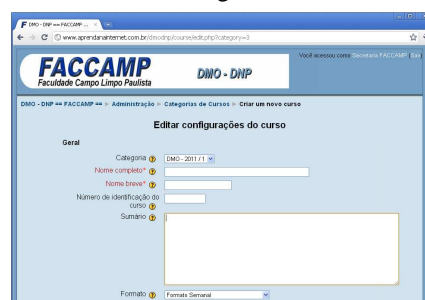 DMO - DNP == FACCAMP ...
www.aprendanainternet.com.br/dmodnp/course/edit.php?category=3
Você acessou como Secretaria FACCAMP (Sair)
FACCAMP
Faculdade Campo Limpo Paulista
DMO - DNP
DMO - DNP == FACCAMP == ► Administração ► Categorias de Cursos ► Criar um novo curso
Editar configurações do curso
Geral
Categoria DMO - 2011 / 1
Nome completo*
Nome breve*
Número de identificação do
curso
Sumário
Formato Formato Semanal